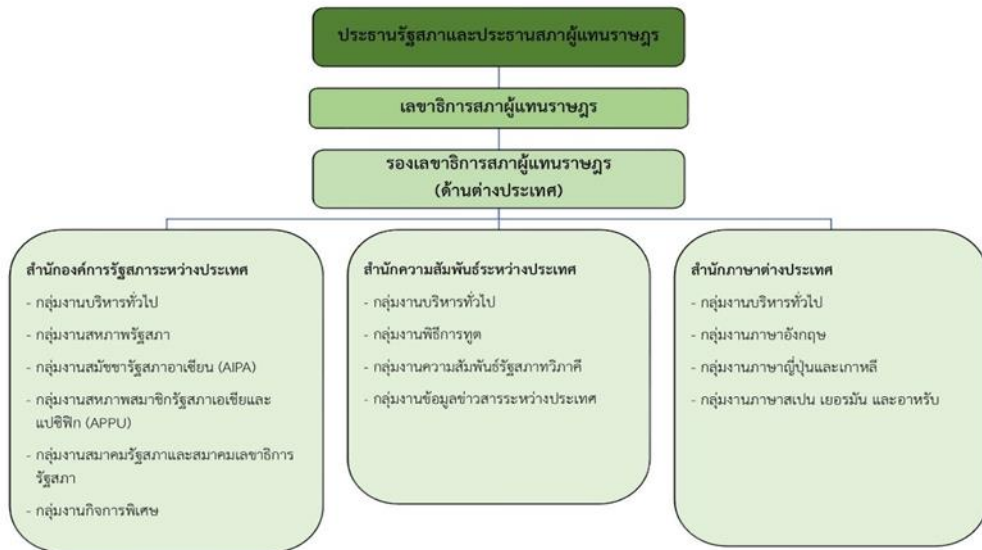 ประธานรัฐสภาและประธานสภาผู้แทนราษฎร
เลขาธิการสภาผู้แทนราษฎร
รองเลขาธิการสภาผู้แทนราษฎร
(ด้านต่างประเทศ)
สำนักองค์การรัฐสภาระหว่างประเทศ
- กลุ่มงานบริหารทั่วไป
- กลุ่มงานสหภาพรัฐสภา
- กลุ่มงานสมัชชารัฐสภาอาเซียน (AIPA)
- กลุ่มงานสหภาพสมาชิกรัฐสภาเอเชียและ
แปซิฟิก (APPU)
- กลุ่มงานสมาคมรัฐสภาและสมาคมเลขาธิการ
รัฐสภา
- กลุ่มงานกิจการพิเศษ
สำนักความสัมพันธ์ระหว่างประเทศ
- กลุ่มงานบริหารทั่วไป
- กลุ่มงานพิธีการทูต
- กลุ่มงานความสัมพันธ์รัฐสภาทวิภาคี
- กลุ่มงานข้อมูลข่าวสารระหว่างประเทศ
สำนักภาษาต่างประเทศ
- กลุ่มงานบริหารทั่วไป
- กลุ่มงานภาษาอังกฤษ
- กลุ่มงานภาษาญี่ปุ่นและเกาหลี
- กลุ่มงานภาษาสเปน เยอรมัน และอาหรับ